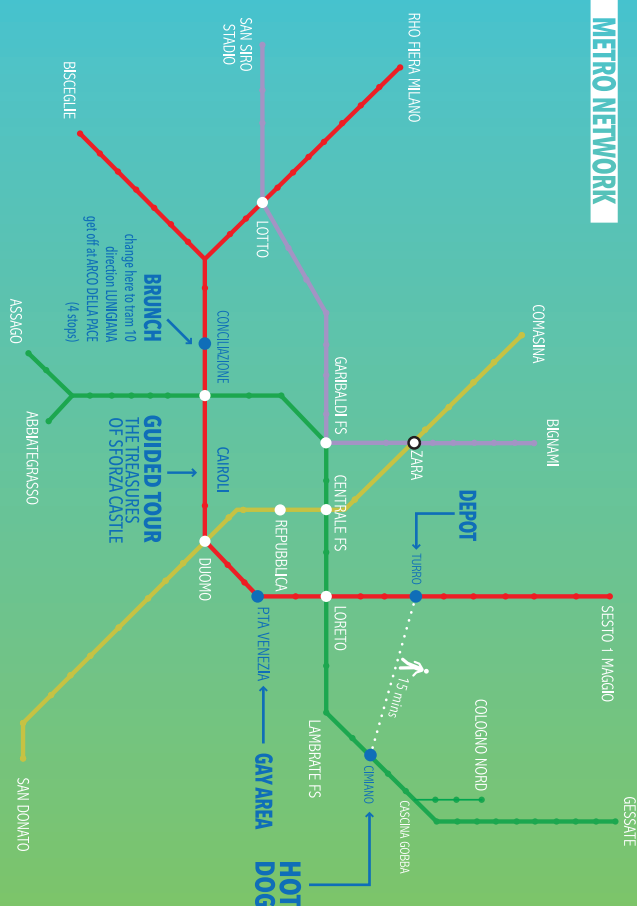 METRO NETWORK
RHO FIERA MILANO
SAN SIRO
STADIO
BISCEGLIE
LOTTO
COMASINA
BIGNAMI
BRUNCH
change here to tram 10
direction LUNIGIANA
get off at ARCO DELLA PACE
(4 stops)
CONCILIAZIONE
GARIBALDI FS
ZARA
ASSAGO
ABBIATEGRASSO
GUIDED TOUR
THE TREASURES
OF SFORZA CASTLE
CAIROLI
CENTRALE FS
REPUBBLICA
DEPOT
TURRO
DUOMO
P.TA VENEZIA
LORETO
SESTO 1 MAGGIO
15 mins
GAY AREA
LAMBRATE FS
CIMIANO
CASCINA GOBBA
COLOGNO NORD
GESSATE
SAN DONATO
HOT
DOG